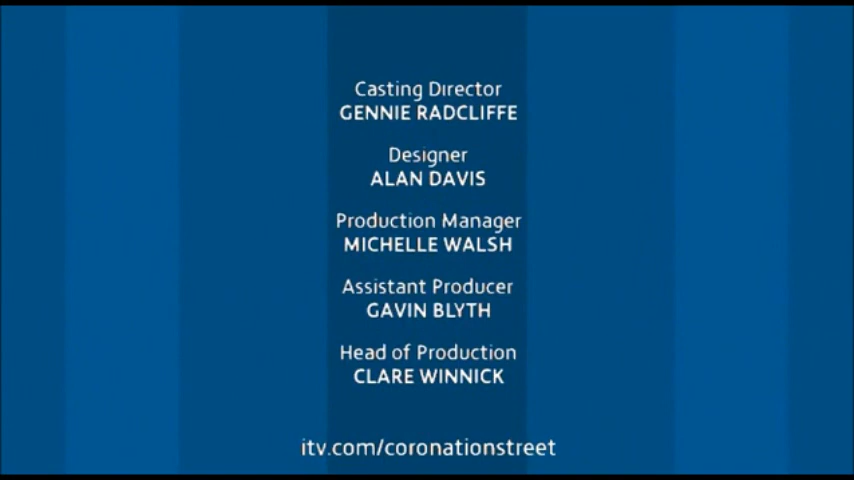 Casting Director
GENNIE RADCLIFFE
Designer
ALAN DAVIS
Production Manager
MICHELLE WALSH
Assistant Producer
GAVIN BLYTH
Head of Production
CLARE WINNICK
itv.com/coronationstreet